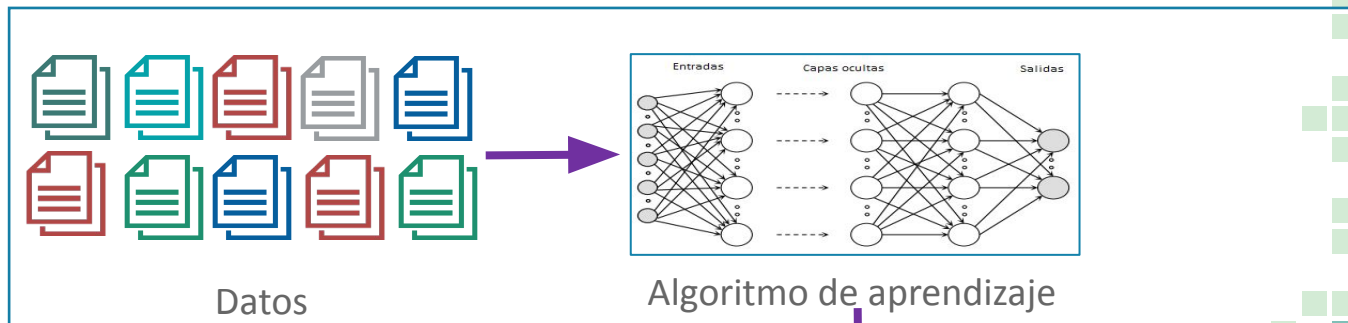 Entradas
Capas ocultas
Salidas
Datos
Algoritmo de aprendizaje